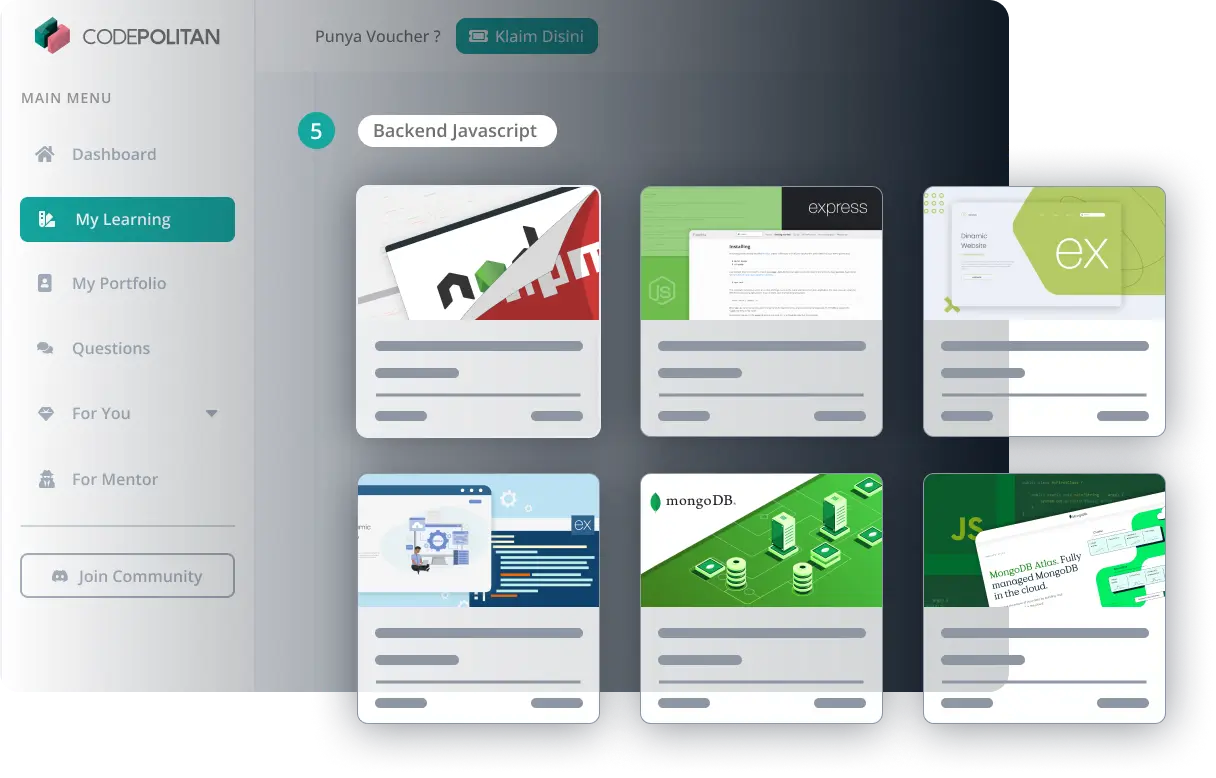 CODEPOLITAN
Punya Voucher ?
Klaim Disini
MAIN MENU
Dashboard
My Learning
My Portfolio
Questions
For You
For Mentor
Join Community
5
Backend Javascript
express
Installing
JS
Dinamic
Website
ex
ex
mongoDB.
JS
MongoDB Atlas. Fully
managed MongoDB
in the cloud.